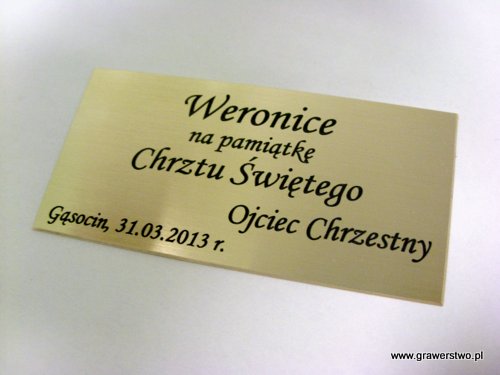 Weronice
na pamiątkę
Chrztu Świętego
Ojciec Chrzestny
Gąsocin, 31.03.2013 r.
www.grawerstwo.pl